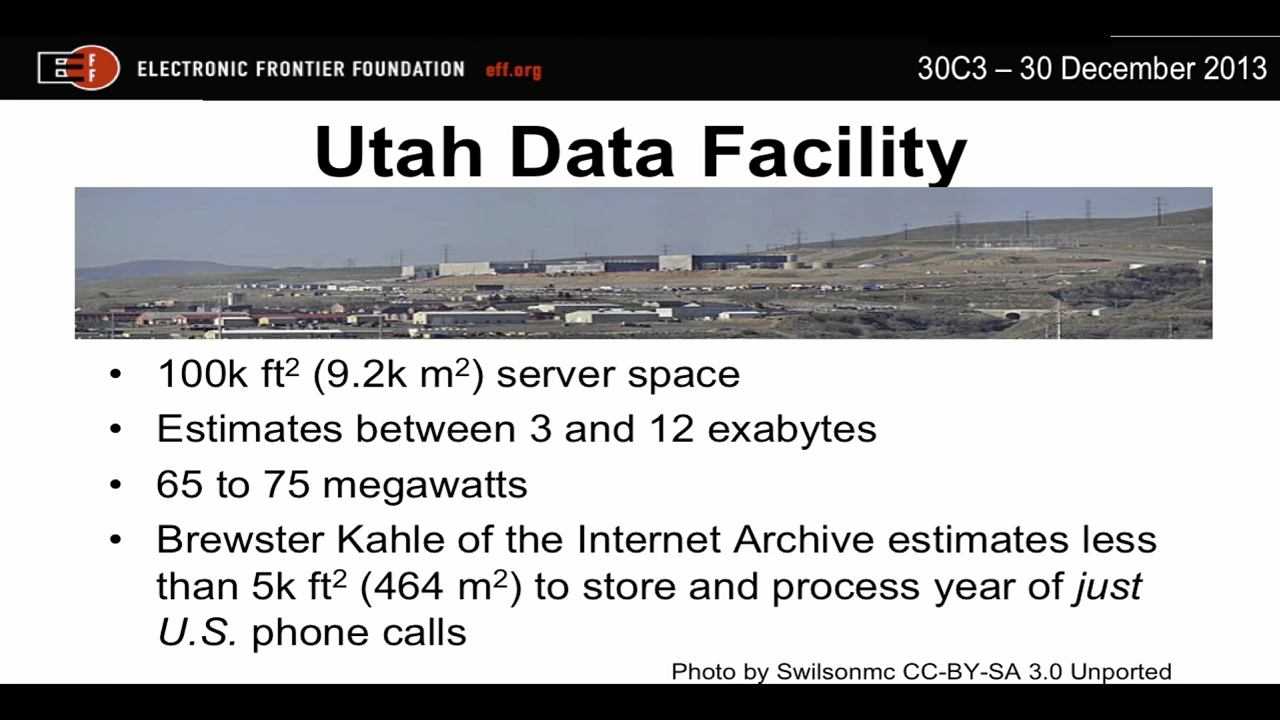 EFF ELECTRONIC FRONTIER FOUNDATION eff.org 30C3 – 30 December 2013
Utah Data Facility
• 100k ft² (9.2k m²) server space
• Estimates between 3 and 12 exabytes
• 65 to 75 megawatts
• Brewster Kahle of the Internet Archive estimates less
than 5k ft² (464 m²) to store and process year of just
U.S. phone calls
Photo by Swilsonmc CC-BY-SA 3.0 Unported